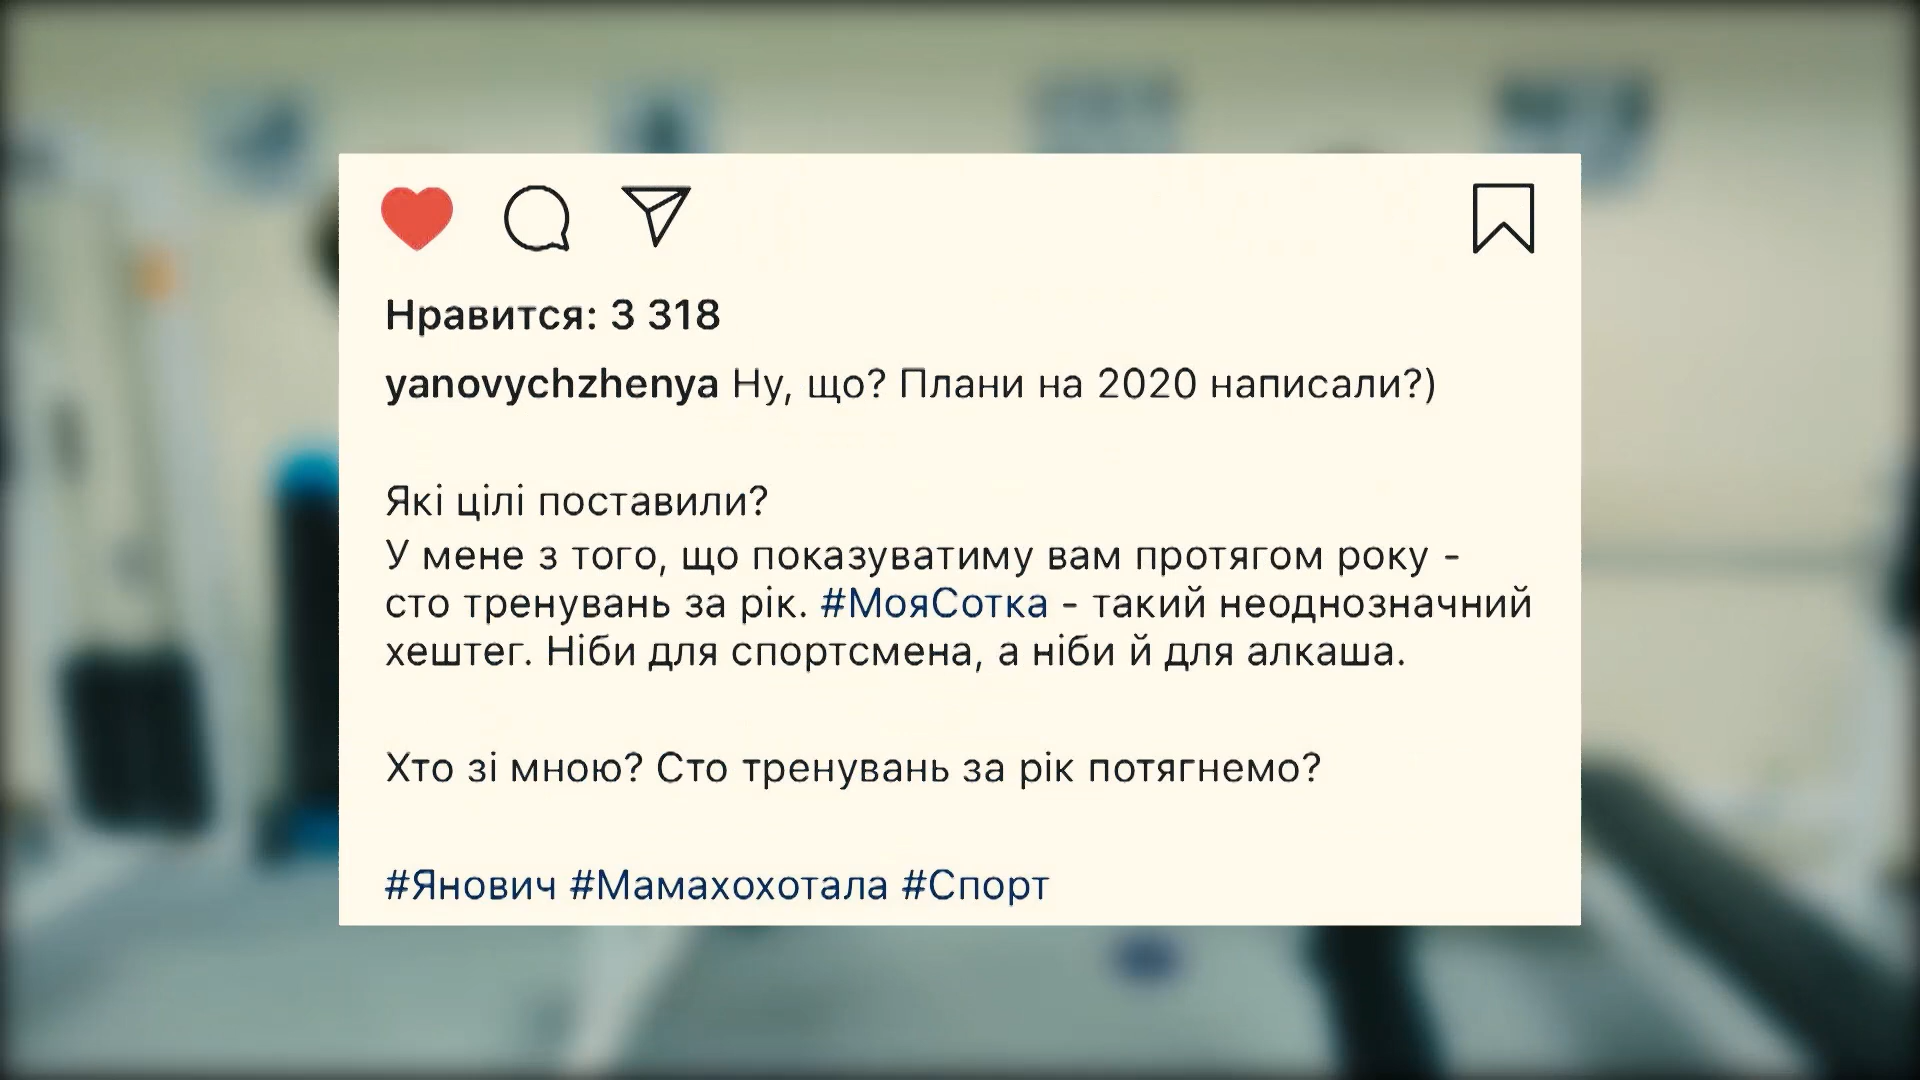 Нравится: 3 318
yanovychzhenya Ну, що? Плани на 2020 написали?)
Які цілі поставили?
У мене з того, що показуватиму вам протягом року -
сто тренувань за рік. #МояСотка - такий неоднозначний
хештег. Ніби для спортсмена, а ніби й для алкаша.
Хто зі мною? Сто тренувань за рік потягнемо?
#Янович #Мамахохотала #Спорт